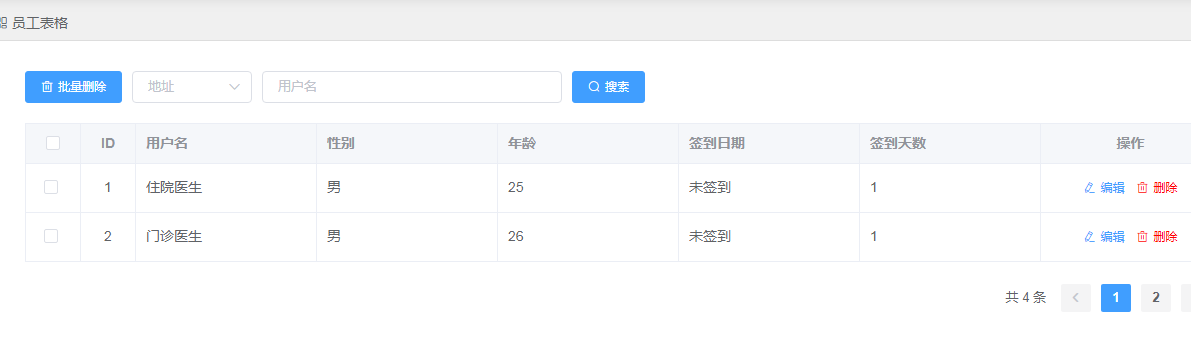 员工表格
批量删除 地址 用户名 搜索
ID 用户名 性别 年龄 签到日期 签到天数 操作
1 住院医生 男 25 未签到 1 编辑 删除
2 门诊医生 男 26 未签到 1 编辑 删除
共 4 条 1 2